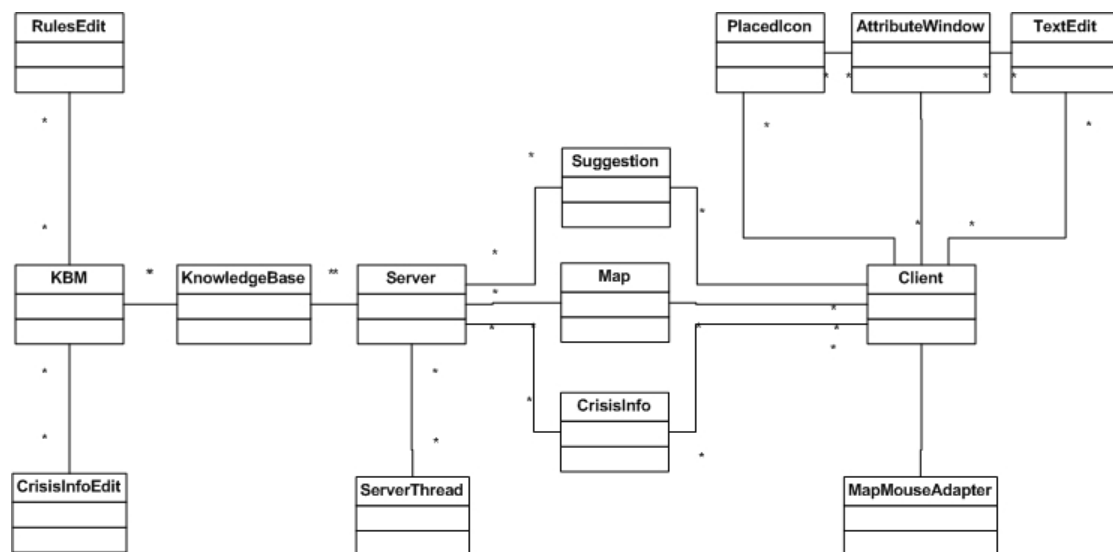 RulesEdit
PlacedIcon
AttributeWindow
TextEdit
* * * *
* * *
* Suggestion
* * * *
* *
KBM * KnowledgeBase ** Server * Map Client
* * * * *
* * *
* CrisisInfo
* * *
CrisisInfoEdit
ServerThread
MapMouseAdapter